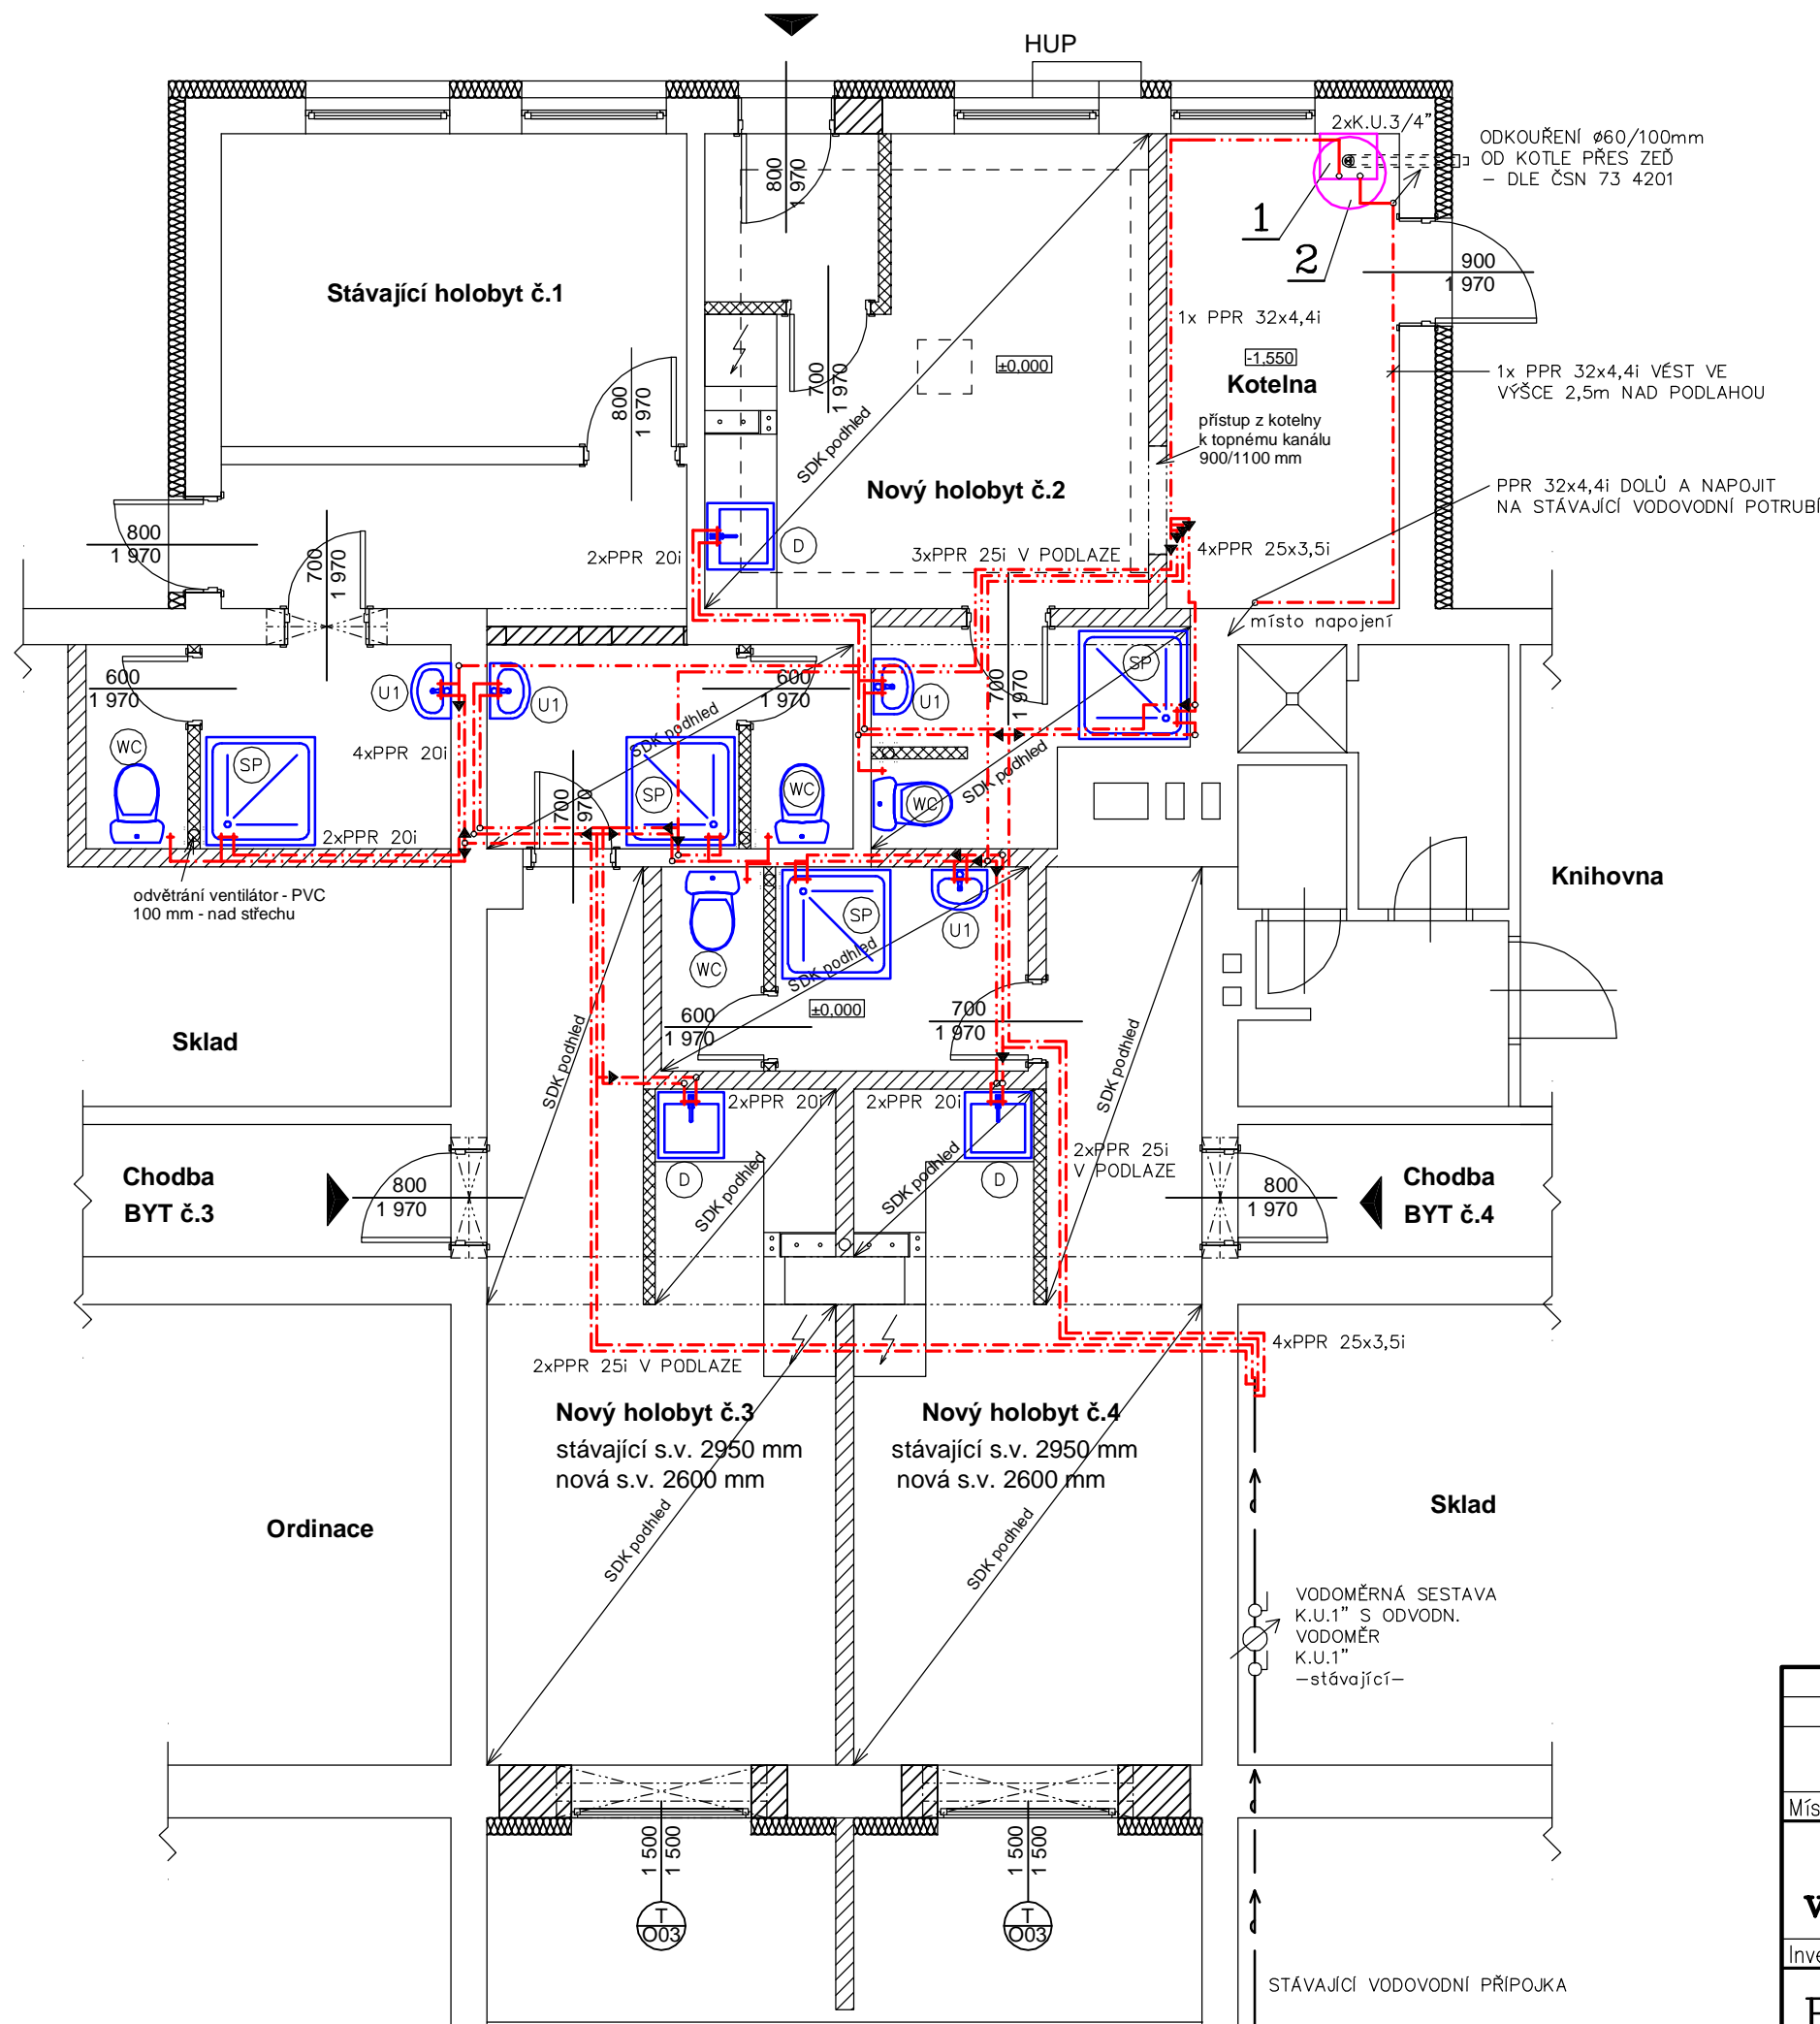 HUP
2xK.U.3/4"
ODKOUŘENÍ ø60/100mm
OD KOTLE PŘES ZEĎ
– DLE ČSN 73 4201
800
1 970
1
2
900
1 970
Stávající holobyt č.1
1x PPR 32x4,4i
±0,000
-1,550
Kotelna
700
1 970
800
1 970
1x PPR 32x4,4i VÉST VE
VÝŠCE 2,5m NAD PODLAHOU
přístup z kotelny
k topnému kanálu
900/1100 mm
SDK podhled
Nový holobyt č.2
PPR 32x4,4i DOLŮ A NAPOJIT
NA STÁVAJÍCÍ VODOVODNÍ POTRUBÍ
800
1 970
700
1 970
2xPPR 20i
D
3xPPR 25i V PODLAZE
4xPPR 25x3,5i
místo napojení
600
1 970
U1
U1
600
1 970
U1
700
1 970
SP
WC
SP
4xPPR 20i
SDK podhled
SP
WC
WC
SDK podhled
700
970
2xPPR 20i
odvětrání ventilátor - PVC
100 mm - nad střechu
Knihovna
WC
SP
U1
SDK podhled
±0,000
600
1 970
700
1 970
Sklad
SDK podhled
SDK podhled
2xPPR 20i
2xPPR 20i
D
D
SDK podhled
SDK podhled
2xPPR 25i
V PODLAZE
Chodba
BYT č.3
800
1 970
800
1 970
Chodba
BYT č.4
2xPPR 25i V PODLAZE
4xPPR 25x3,5i
Nový holobyt č.3
stávající s.v. 2950 mm
nová s.v. 2600 mm
Nový holobyt č.4
stávající s.v. 2950 mm
nová s.v. 2600 mm
SDK podhled
SDK podhled
Ordinace
Sklad
VODOMĚRNÁ SESTAVA
K.U.1" S ODVODN.
VODOMĚR
K.U.1"
–stávající–
1 500
1 500
1 500
1 500
T
O03
T
O03
STÁVAJÍCÍ VODOVODNÍ PŘÍPOJKA
Mís
Inve